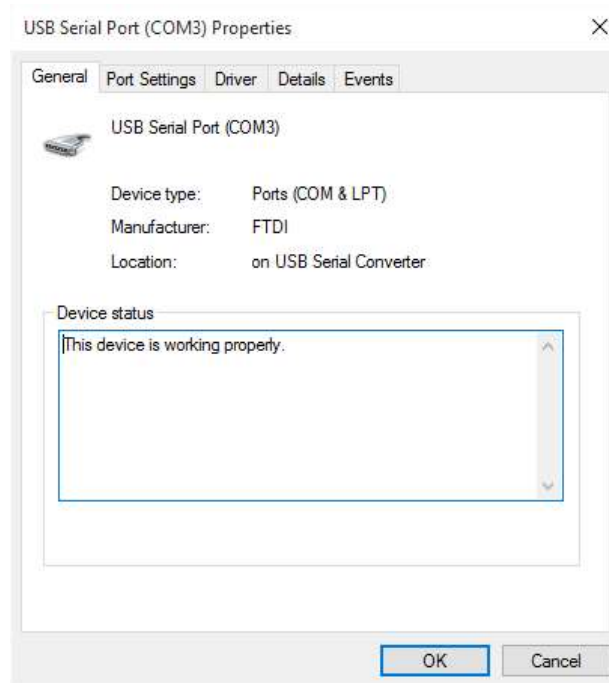 USB Serial Port (COM3) Properties
General Port Settings Driver Details Events
USB Serial Port (COM3)
Device type: Ports (COM & LPT)
Manufacturer: FTDI
Location: on USB Serial Converter
Device status
This device is working properly.
OK Cancel